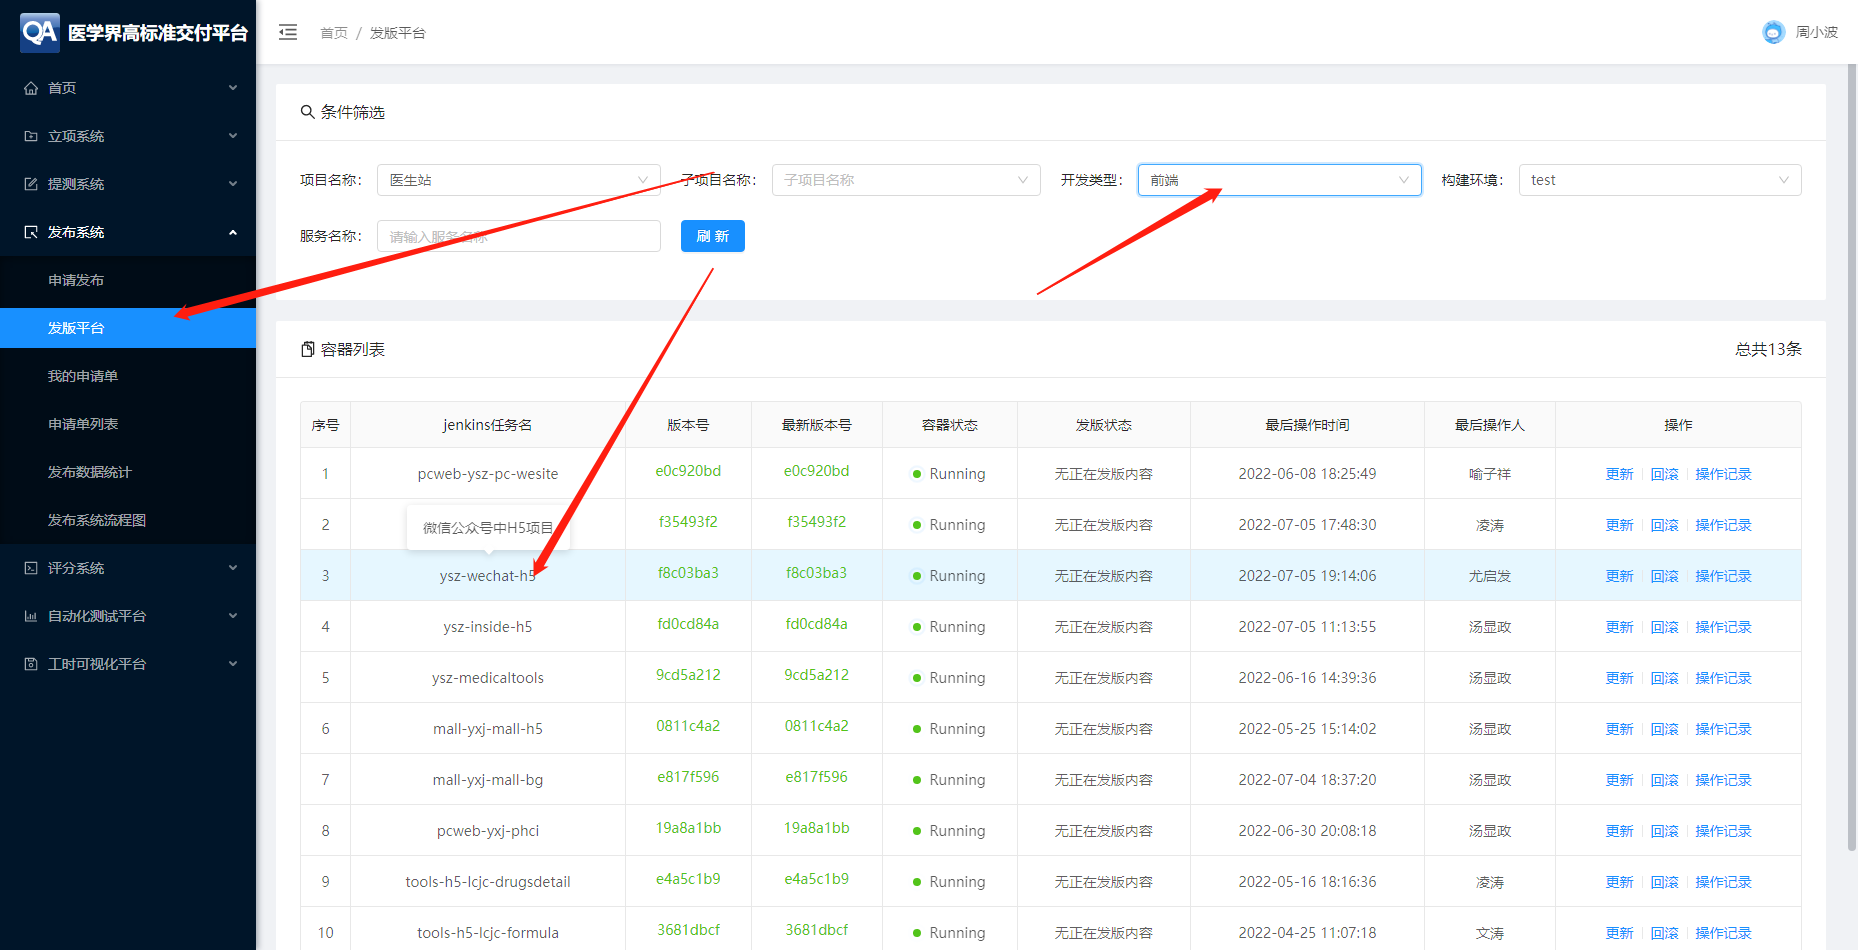 QA 医学界高标准交付平台
首页
立项系统
提测系统
发布系统
申请发布
发版平台
我的申请单
申请单列表
发布数据统计
发布系统流程图
评分系统
自动化测试平台
工时可视化平台
首页 / 发版平台
周小波
条件筛选
项目名称： 医生站 子项目名称： 子项目名称 开发类型： 前端 构建环境： test
服务名称： 请输入服务名称 刷 新
容器列表 总共13条
序号 jenkins任务名 版本号 最新版本号 容器状态 发版状态 最后操作时间 最后操作人 操作
1 pcweb-ysz-pc-wesite e0c920bd e0c920bd Running 无正在发版内容 2022-06-08 18:25:49 喻子祥 更新 回滚 操作记录
2 f35493f2 f35493f2 Running 无正在发版内容 2022-07-05 17:48:30 凌涛 更新 回滚 操作记录
微信公众号中H5项目
3 ysz-wechat-h5 f8c03ba3 f8c03ba3 Running 无正在发版内容 2022-07-05 19:14:06 尤启发 更新 回滚 操作记录
4 ysz-inside-h5 fd0cd84a fd0cd84a Running 无正在发版内容 2022-07-05 11:13:55 汤显政 更新 回滚 操作记录
5 ysz-medicaltools 9cd5a212 9cd5a212 Running 无正在发版内容 2022-06-16 14:39:36 汤显政 更新 回滚 操作记录
6 mall-yxj-mall-h5 0811c4a2 0811c4a2 Running 无正在发版内容 2022-05-25 15:14:02 汤显政 更新 回滚 操作记录
7 mall-yxj-mall-bg e817f596 e817f596 Running 无正在发版内容 2022-07-04 18:37:20 汤显政 更新 回滚 操作记录
8 pcweb-yxj-phci 19a8a1bb 19a8a1bb Running 无正在发版内容 2022-06-30 20:08:18 汤显政 更新 回滚 操作记录
9 tools-h5-lcjc-drugsdetail e4a5c1b9 e4a5c1b9 Running 无正在发版内容 2022-05-16 18:16:36 凌涛 更新 回滚 操作记录
10 tools-h5-lcjc-formula 3681dbcf 3681dbcf Running 无正在发版内容 2022-04-25 11:07:18 文涛 更新 回滚 操作记录